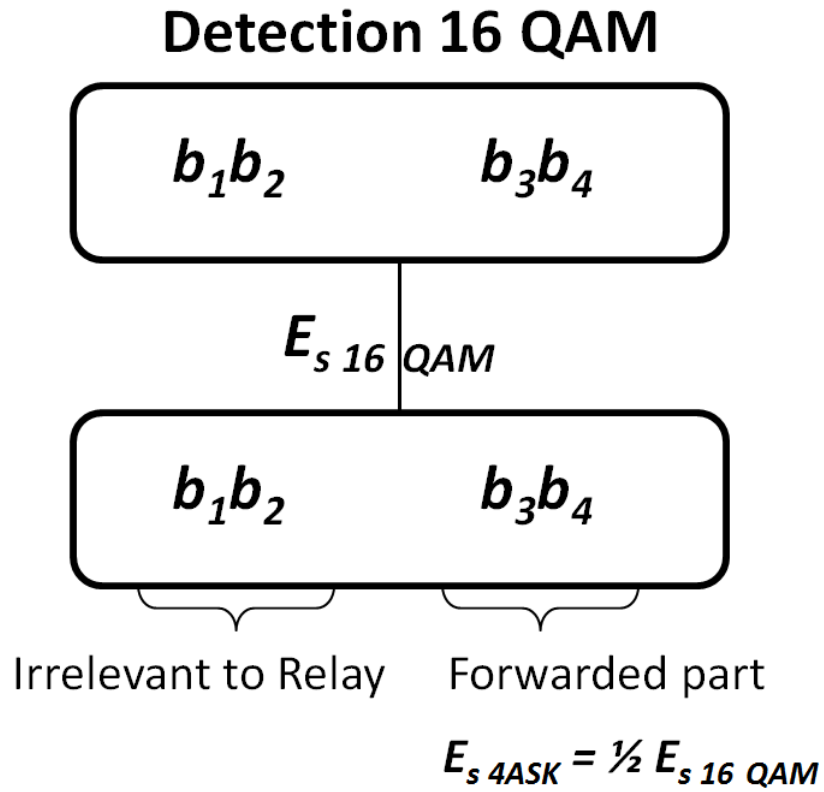 Detection 16 QAM
b₁b₂ b₃b₄
Eₛ ₁₆ QAM
b₁b₂ b₃b₄
Irrelevant to Relay Forwarded part
Eₛ 4ASK = ½ Eₛ 16 QAM